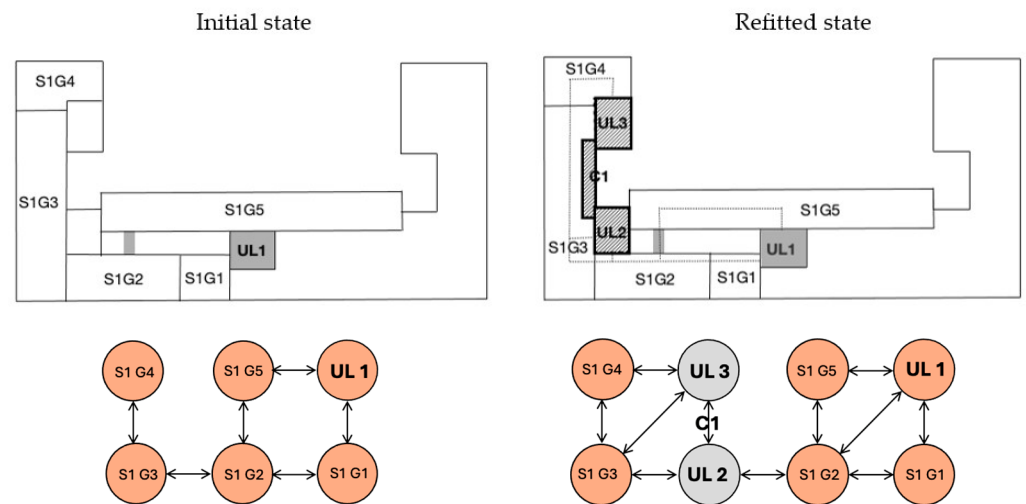 Initial state
Refitted state
S1G4
S1G3
S1G5
UL1
S1G2
S1G1
S1G4
UL3
C1
S1G5
UL2
S1G3
UL1
S1G2
S1G1
S1 G4
S1 G5
UL 1
S1 G3
S1 G2
S1 G1
S1 G4
UL 3
S1 G5
UL 1
C1
S1 G3
UL 2
S1 G2
S1 G1